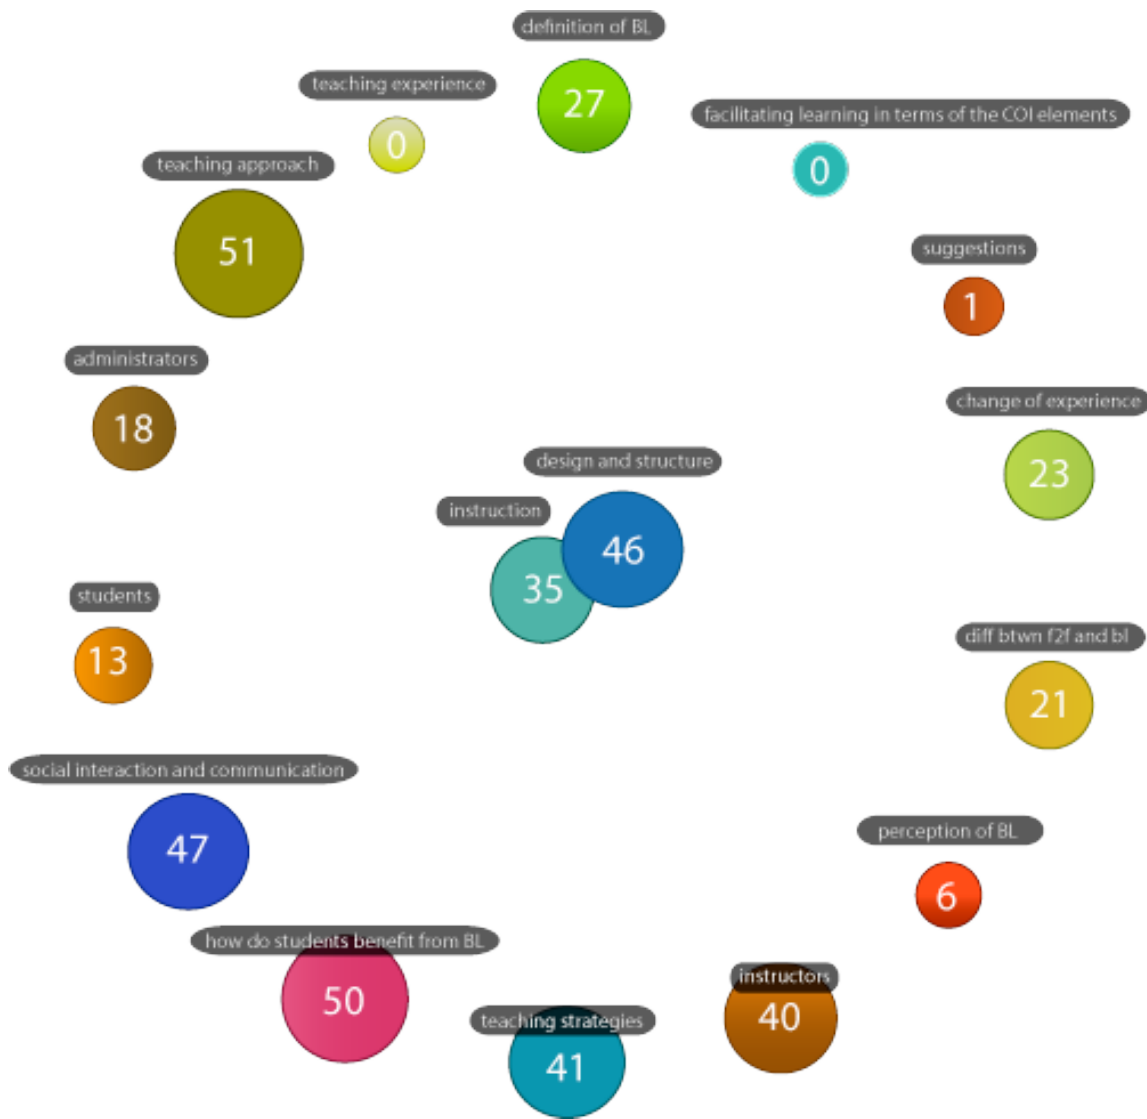 definition of BL
27
teaching experience
0
facilitating learning in terms of the COI elements
0
teaching approach
51
suggestions
1
administrators
18
change of experience
23
design and structure
46
instruction
35
students
13
diff btwn f2f and bl
21
social interaction and communication
47
perception of BL
6
how do students benefit from BL
50
instructors
40
teaching strategies
41